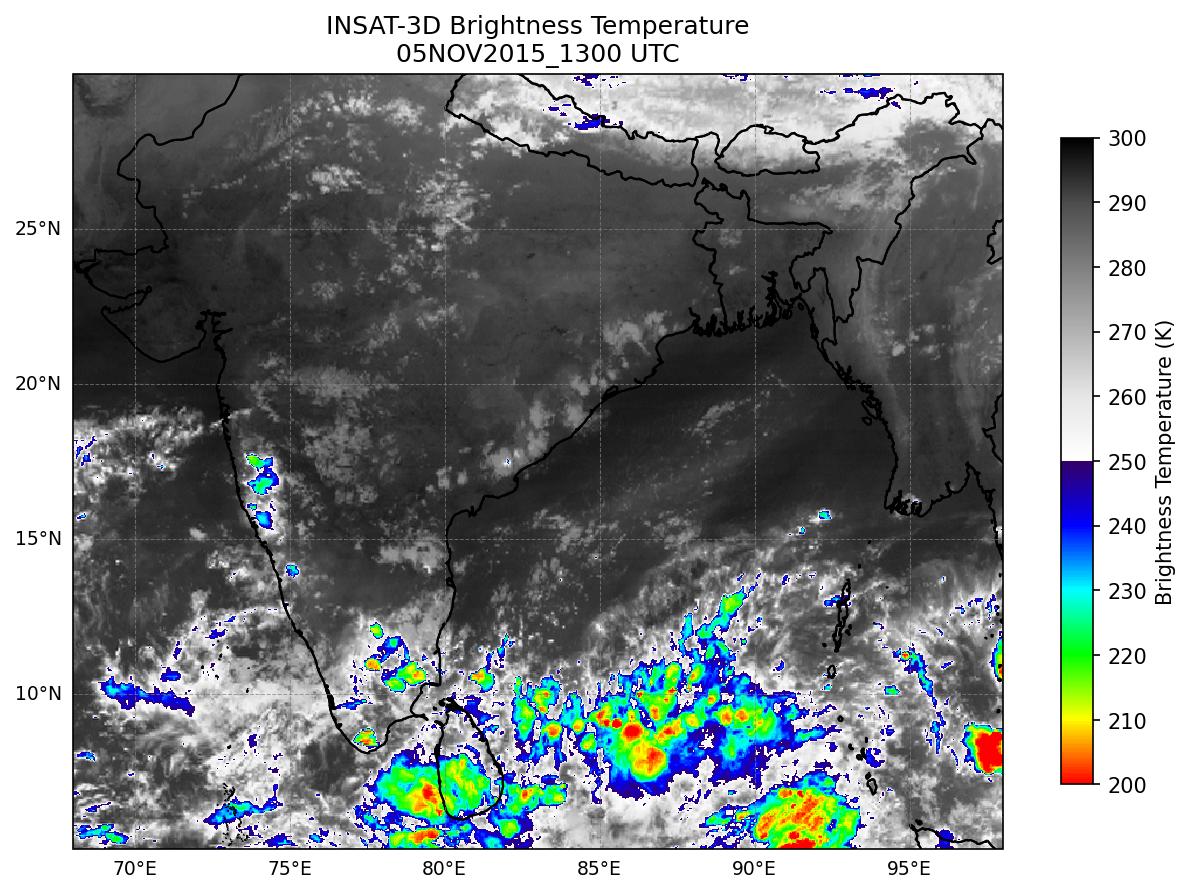 INSAT-3D Brightness Temperature
05NOV2015_1300 UTC
25°N
20°N
15°N
10°N
70°E
75°E
80°E
85°E
90°E
95°E
300
290
280
270
260
250
240
230
220
210
200
Brightness Temperature (K)